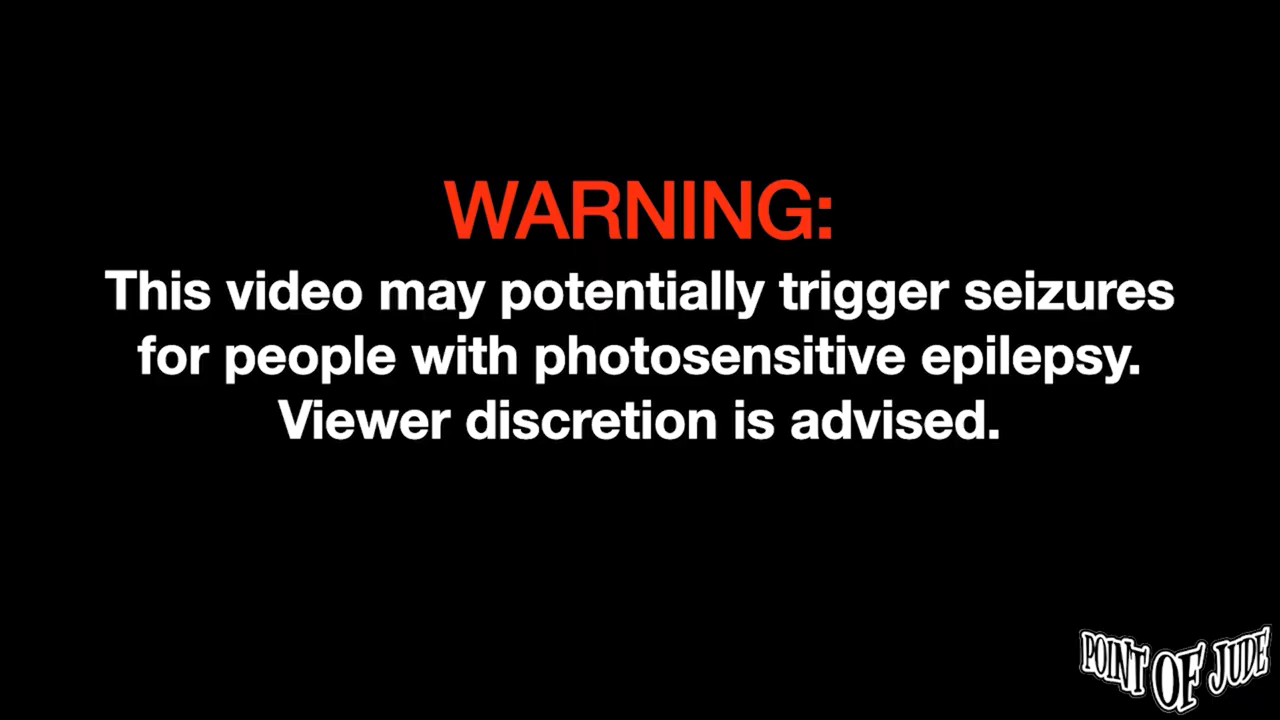 WARNING:
This video may potentially trigger seizures
for people with photosensitive epilepsy.
Viewer discretion is advised.
POINT OF JUDE